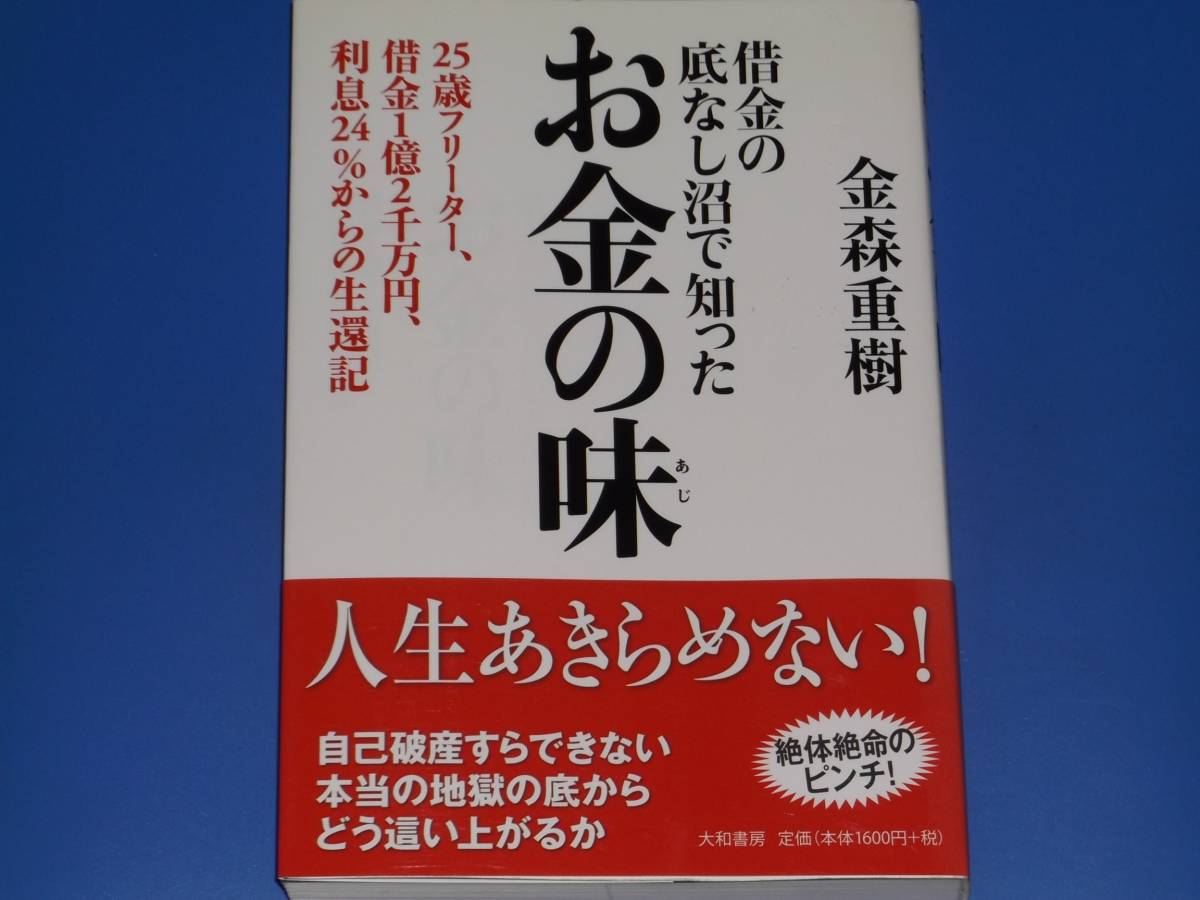 金森重樹
借金の
底なし沼で知った
お金の味
あじ
25歳フリーター、
借金1億2千万円、
利息24%からの生還記
人生あきらめない!
自己破産すらできない
本当の地獄の底から
どう這い上がるか
絶体絶命の
ピンチ!
大和書房 定価(本体1600円+税)